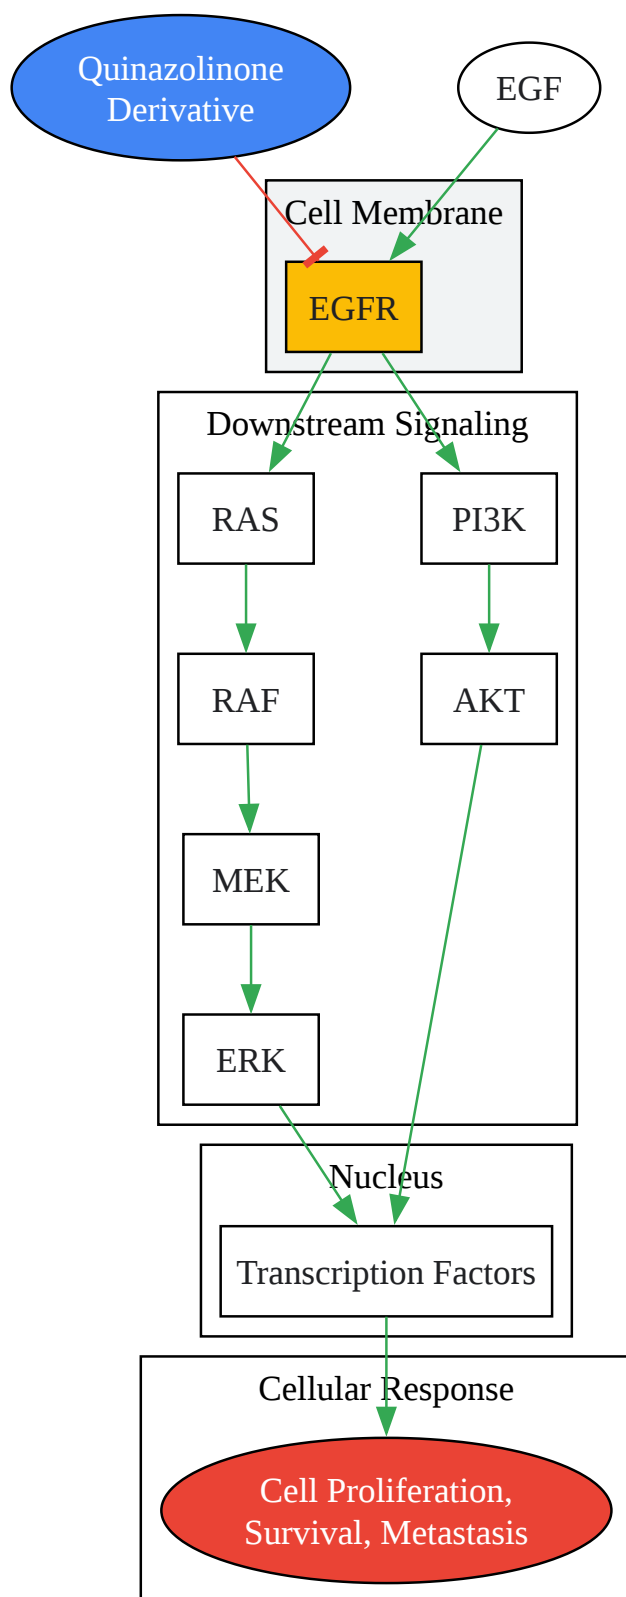 Quinazolinone
Derivative
EGF
Cell Membrane
EGFR
Downstream Signaling
RAS
PI3K
RAF
AKT
MEK
ERK
Nucleus
Transcription Factors
Cellular Response
Cell Proliferation,
Survival, Metastasis